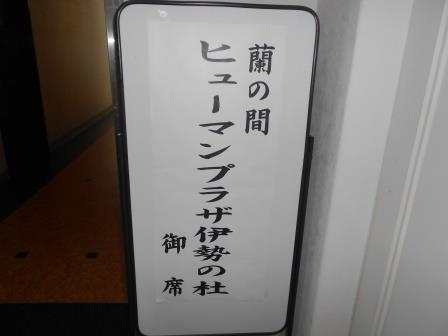 蘭の間
ヒューマンプラザ伊勢の杜
御席